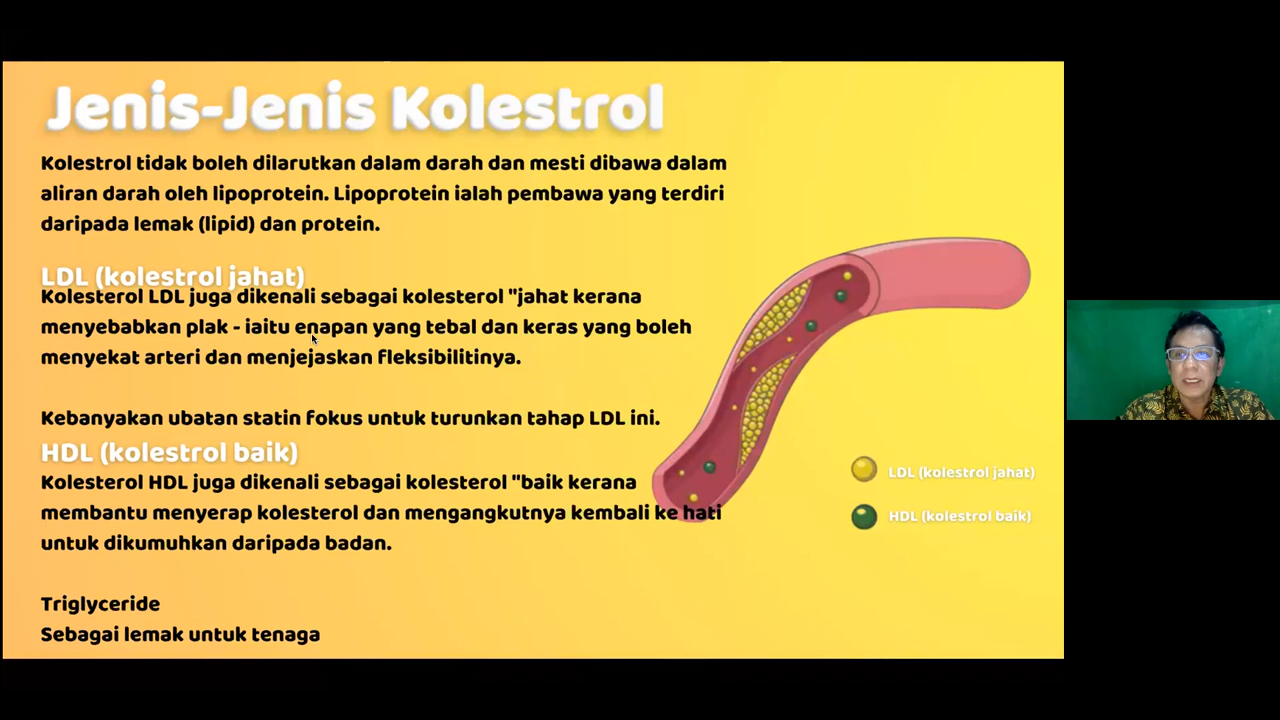 Jenis-Jenis Kolestrol
Kolestrol tidak boleh dilarutkan dalam darah dan mesti dibawa dalam
aliran darah oleh lipoprotein. Lipoprotein ialah pembawa yang terdiri
daripada lemak (lipid) dan protein.
LDL (kolestrol jahat)
Kolesterol LDL juga dikenali sebagai kolesterol "jahat kerana
menyebabkan plak - iaitu enapan yang tebal dan keras yang boleh
menyekat arteri dan menjejaskan fleksibilitinya.
Kebanyakan ubatan statin fokus untuk turunkan tahap LDL ini.
HDL (kolestrol baik)
Kolesterol HDL juga dikenali sebagai kolesterol "baik kerana
membantu menyerap kolesterol dan mengangkutnya kembali ke hati
untuk dikumuhkan daripada badan.
Triglyceride
Sebagai lemak untuk tenaga
LDL (kolestrol jahat)
HDL (kolestrol baik)